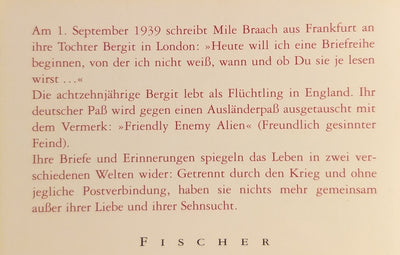 Am 1. September 1939 schreibt Mile Braach aus Frankfurt an
ihre Tochter Bergit in London: »Heute will ich eine Briefreihe
beginnen, von der ich nicht weiß, wann und ob Du sie je lesen
wirst ...«
Die achtzehnjährige Bergit lebt als Flüchtling in England. Ihr
deutscher Paß wird gegen einen Ausländerpaß ausgetauscht mit
dem Vermerk: »Friendly Enemy Alien« (Freundlich gesinnter
Feind).
Ihre Briefe und Erinnerungen spiegeln das Leben in zwei ver-
schiedenen Welten wider: Getrennt durch den Krieg und ohne
jegliche Postverbindung, haben sie nichts mehr gemeinsam
außer ihrer Liebe und ihrer Sehnsucht.
FISCHER